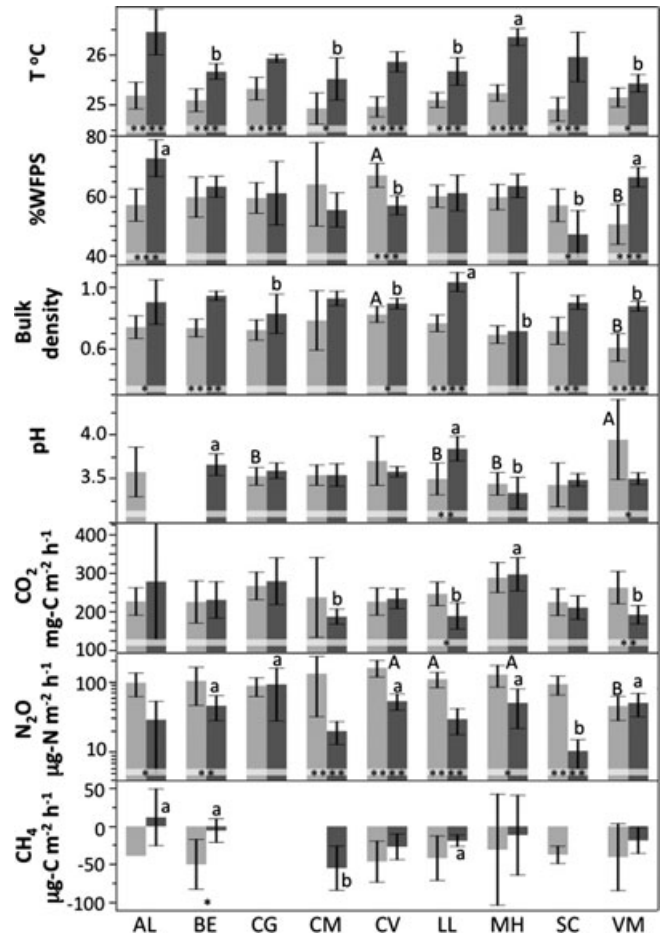 T °C
26
25
b b b a b
**** *** **** * **** *** **** *** *
%WFPS
80
60
40
a A b b B a
*** *** * ****
Bulk
density
1.0
0.6
b A b a b B b
* **** * **** *** ****
pH
4.0
3.5
a B B a B b A
** *
CO₂
mg-C m⁻² h⁻¹
400
300
200
100
b b a b
* **
N₂O
µg-N m⁻² h⁻¹
100
10
a a A a A A a b B a
* ** **** **** **** * ****
CH₄
µg-C m⁻² h⁻¹
50
0
-50
-100
a a b a
*
AL BE CG CM CV LL MH SC VM